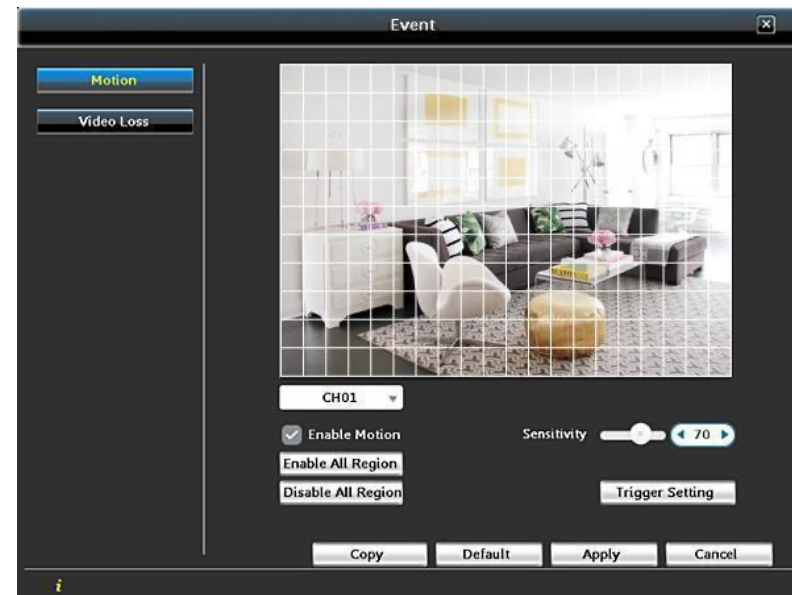 Event
Motion
Video Loss
CH01
Enable Motion
Sensitivity
70
Enable All Region
Disable All Region
Trigger Setting
Copy
Default
Apply
Cancel
i